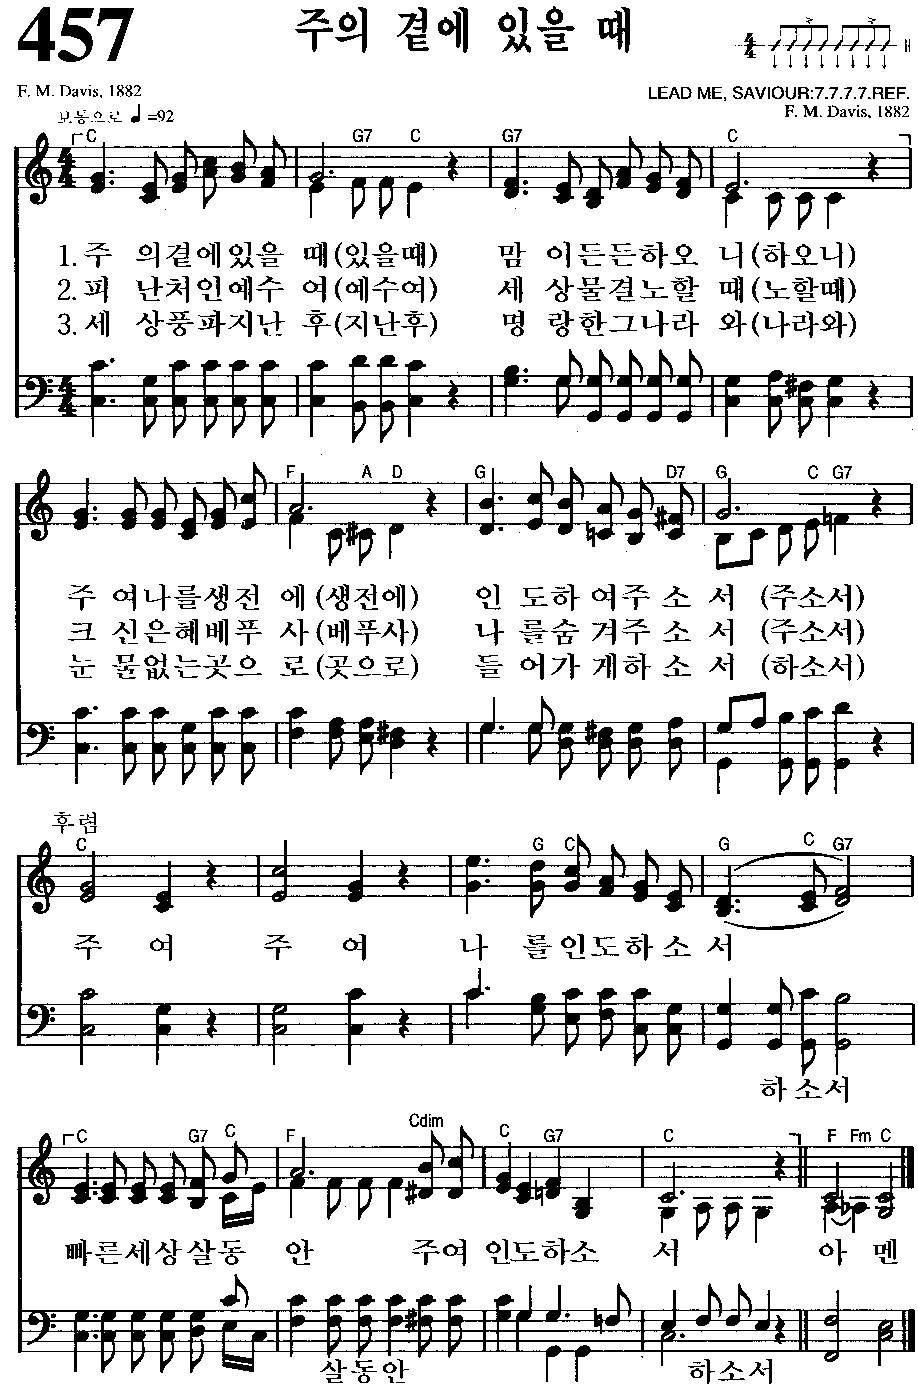 457 주의 곁에 있을 때
F. M. Davis, 1882
LEAD ME, SAVIOUR:7.7.7.7.REF.
보통으로 ♩=92
F. M. Davis, 1882
C G7 C G7 C
1. 주 의곁에있을 때(있을때) 맘 이든든하오 니(하오니)
2. 피 난처인예수 여(예수여) 세 상물결노할 때(노할때)
3. 세 상풍파지난 후(지난후) 명 랑한그나라 와(나라와)
F A D G D7 G C G7
주 여나를생전 에(생전에) 인 도하 여주 소 서 (주소서)
크 신은혜베푸 사(베푸사) 나 를숨 겨주 소 서 (주소서)
눈 물없는곳으 로(곳으로) 들 어가 게하 소 서 (하소서)
후렴
C G C G C G7
주 여 주 여 나 를인도하 소 서
하소서
C G7 C F Cdim C G7 C F Fm C
빠른세상살동 안 주여 인도하소 서 아 멘
살동안 하소서